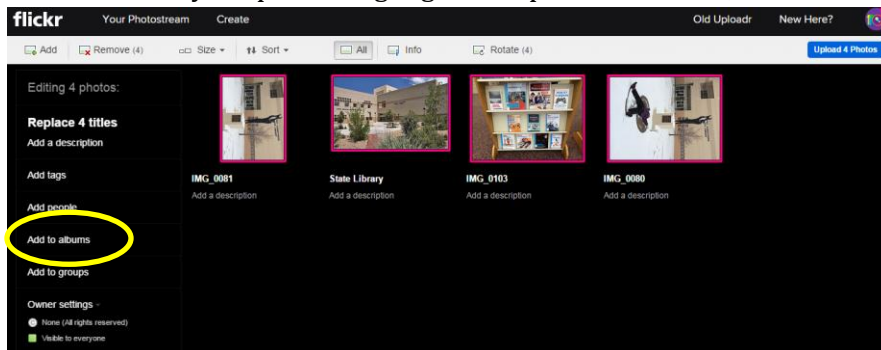 flickr Your Photostream Create Old Uploadr New Here?
Add Remove (4) Size Sort All Info Rotate (4) Upload 4 Photos
Editing 4 photos:
Replace 4 titles
Add a description
Add tags
IMG_0081 State Library IMG_0103 IMG_0080
Add a description Add a description Add a description Add a description
Add people
Add to albums
Add to groups
Owner settings
None (All rights reserved)
Visible to everyone